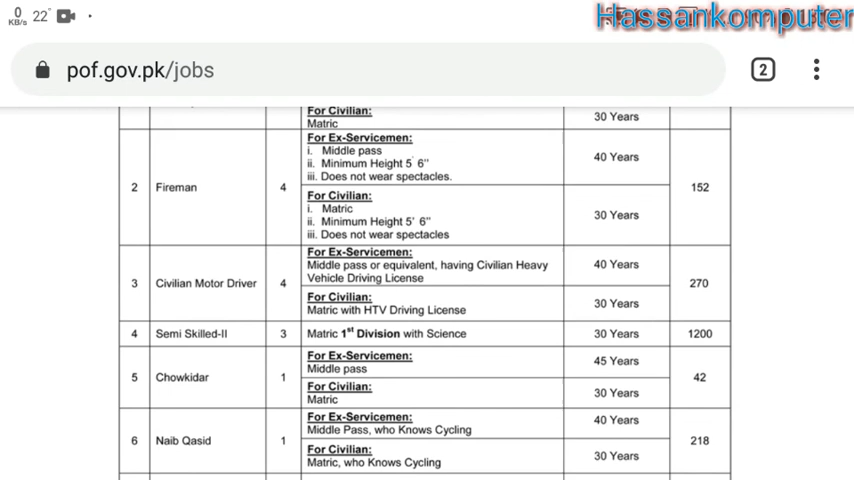 0
KB/s
22°
Hassankomputer
pof.gov.pk/jobs
2
For Civilian:
Matric
30 Years
2
Fireman
4
For Ex-Servicemen:
i. Middle pass
ii. Minimum Height 5' 6"
iii. Does not wear spectacles.
40 Years
For Civilian:
i. Matric
ii. Minimum Height 5' 6"
iii. Does not wear spectacles
30 Years
152
3
Civilian Motor Driver
4
For Ex-Servicemen:
Middle pass or equivalent, having Civilian Heavy
Vehicle Driving License
40 Years
For Civilian:
Matric with HTV Driving License
30 Years
270
4
Semi Skilled-II
3
Matric 1st Division with Science
30 Years
1200
5
Chowkidar
1
For Ex-Servicemen:
Middle pass
45 Years
For Civilian:
Matric
30 Years
42
6
Naib Qasid
1
For Ex-Servicemen:
Middle Pass, who Knows Cycling
40 Years
For Civilian:
Matric, who Knows Cycling
30 Years
218